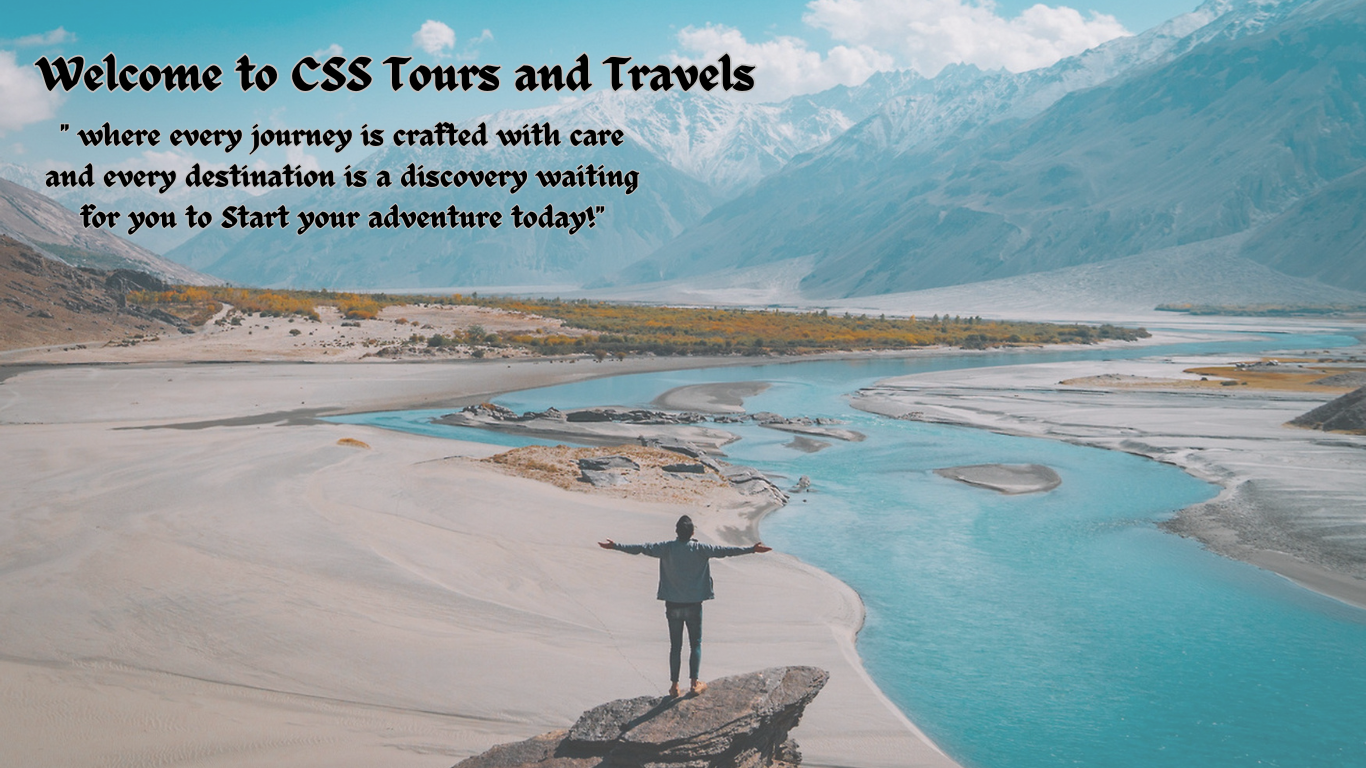 Welcome to CSS Tours and Travels
" where every journey is crafted with care
and every destination is a discovery waiting
for you to Start your adventure today!"